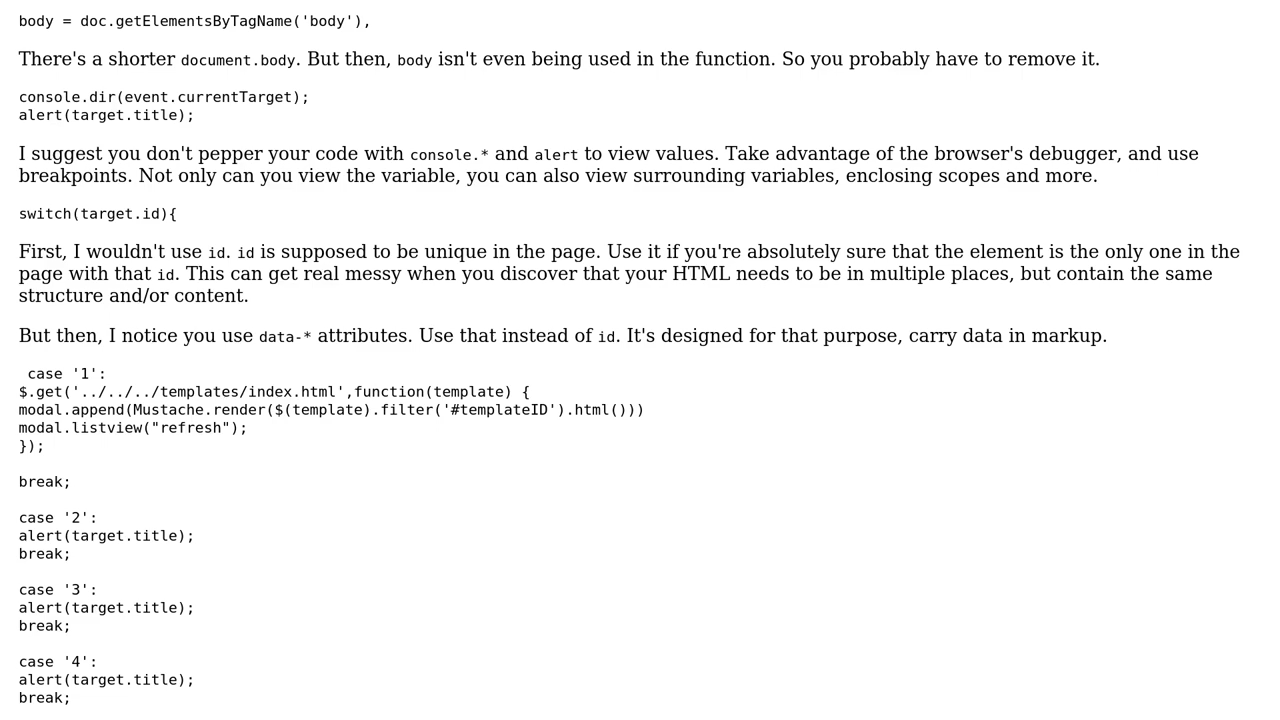 body = doc.getElementsByTagName('body'),
There's a shorter document.body. But then, body isn't even being used in the function. So you probably have to remove it.
console.dir(event.currentTarget);
alert(target.title);
I suggest you don't pepper your code with console.* and alert to view values. Take advantage of the browser's debugger, and use
breakpoints. Not only can you view the variable, you can also view surrounding variables, enclosing scopes and more.
switch(target.id){
First, I wouldn't use id. id is supposed to be unique in the page. Use it if you're absolutely sure that the element is the only one in the
page with that id. This can get real messy when you discover that your HTML needs to be in multiple places, but contain the same
structure and/or content.
But then, I notice you use data-* attributes. Use that instead of id. It's designed for that purpose, carry data in markup.
case '1':
$.get('../../../templates/index.html',function(template) {
modal.append(Mustache.render($(template).filter('#templateID').html()))
modal.listview("refresh");
});
break;
case '2':
alert(target.title);
break;
case '3':
alert(target.title);
break;
case '4':
alert(target.title);
break;